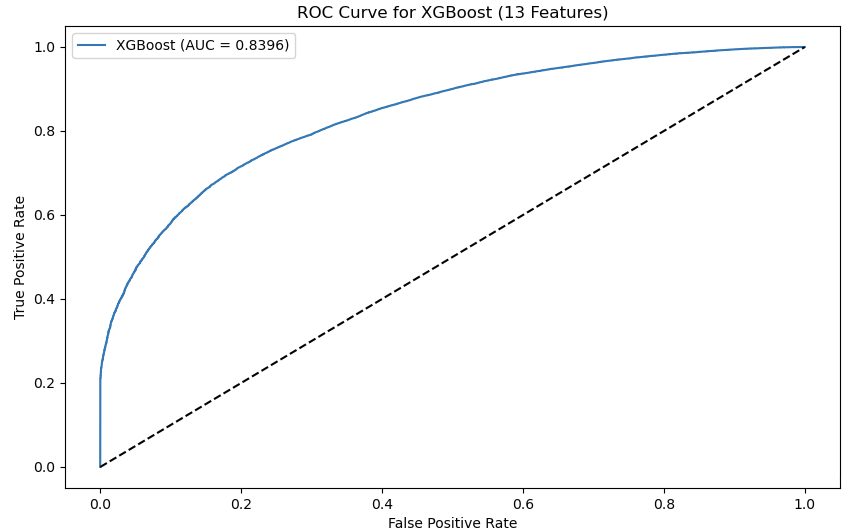 ROC Curve for XGBoost (13 Features)
XGBoost (AUC = 0.8396)
True Positive Rate
1.0
0.8
0.6
0.4
0.2
0.0
0.0 0.2 0.4 0.6 0.8 1.0
False Positive Rate